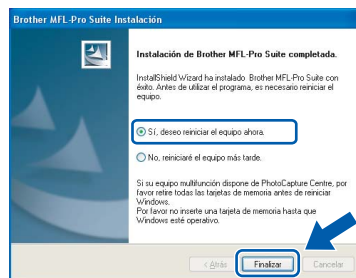 Brother MFL-Pro Suite Instalación
Instalación de Brother MFL-Pro Suite completada.
InstallShield Wizard ha instalado Brother MFL-Pro Suite con
éxito. Antes de utilizar el programa, es necesario reiniciar el
equipo.
Sí, deseo reiniciar el equipo ahora.
No, reiniciaré el equipo más tarde.
Si su equipo multifunción dispone de PhotoCapture Centre, por
favor retire todas las tarjetas de memoria antes de reiniciar
Windows.
Por favor no inserte una tarjeta de memoria hasta que
Windows esté operativo.
< Atrás Finalizar Cancelar